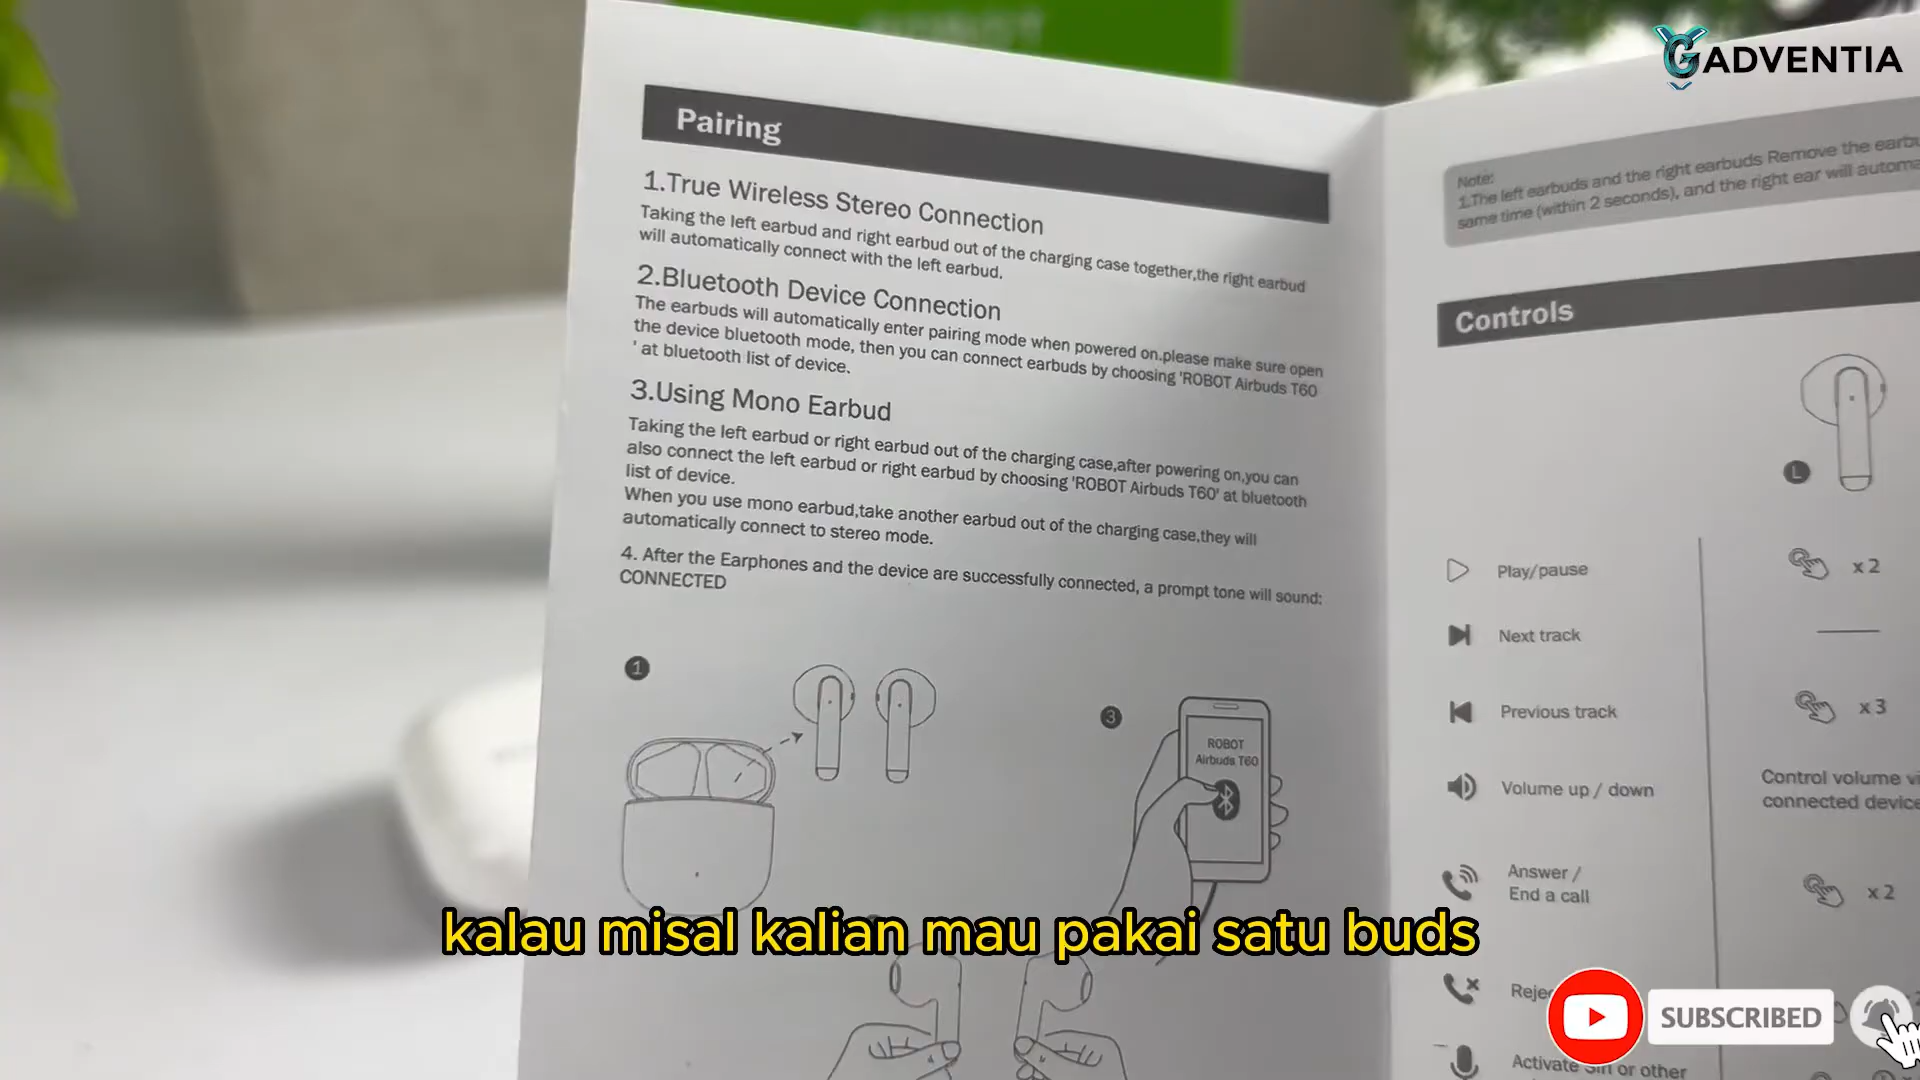 GADVENTIA
Pairing
1.True Wireless Stereo Connection
Taking the left earbud and right earbud out of the charging case together,the right earbud
will automatically connect with the left earbud.
2.Bluetooth Device Connection
The earbuds will automatically enter pairing mode when powered on.please make sure open
the device bluetooth mode, then you can connect earbuds by choosing 'ROBOT Airbuds T60
' at bluetooth list of device.
3.Using Mono Earbud
Taking the left earbud or right earbud out of the charging case,after powering on,you can
also connect the left earbud or right earbud by choosing 'ROBOT Airbuds T60' at bluetooth
list of device.
When you use mono earbud,take another earbud out of the charging case,they will
automatically connect to stereo mode.
4. After the Earphones and the device are successfully connected, a prompt tone will sound:
CONNECTED
1
3
ROBOT
Airbuds T60
Note:
1.The left earbuds and the right earbuds Remove the
same time (within 2 seconds), and the right ear will
Controls
L
Play/pause
x 2
Next track
Previous track
x 3
Volume up / down
Control volume
connected
Answer /
End a call
x 2
Activate Siri or other
kalau misal kalian mau pakai satu buds
SUBSCRIBED